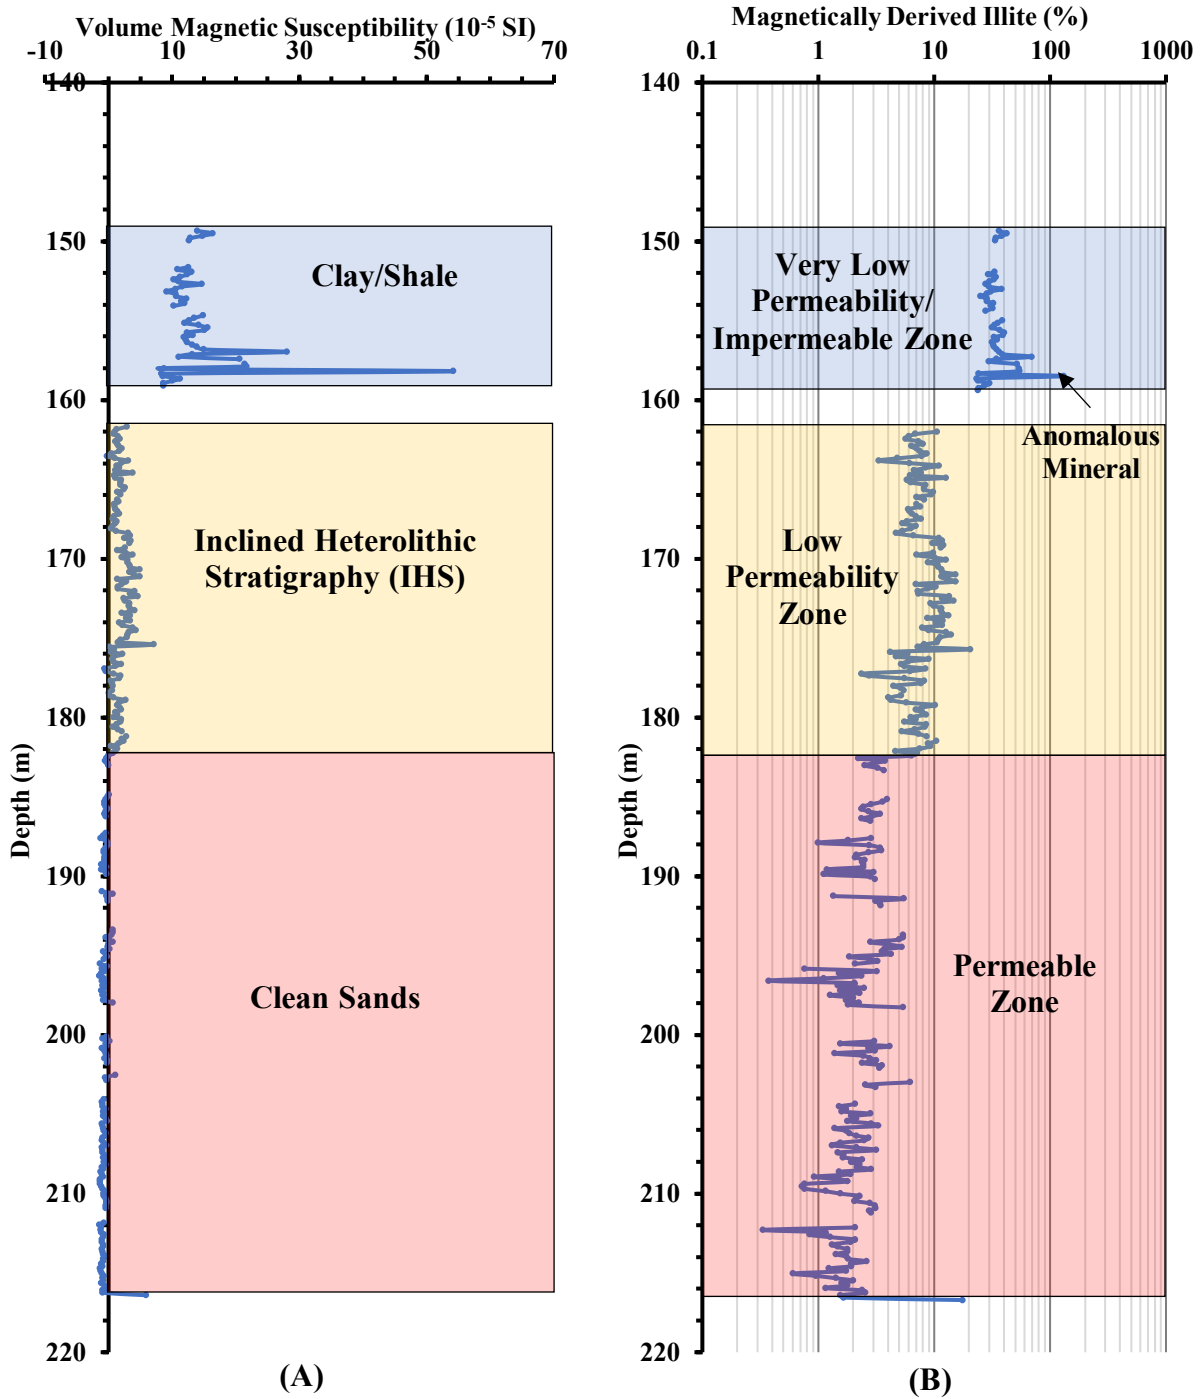 Volume Magnetic Susceptibility (10⁻⁵ SI)
-10 10 30 50 70
140
150
160
170
180
190
200
210
220
Depth (m)
Clay/Shale
Inclined Heterolithic
Stratigraphy (IHS)
Clean Sands
(A)
Magnetically Derived Illite (%)
0.1 1 10 100 1000
140
150
160
170
180
190
200
210
220
Depth (m)
Very Low
Permeability/
Impermeable Zone
Anomalous
Mineral
Low
Permeability
Zone
Permeable
Zone
(B)